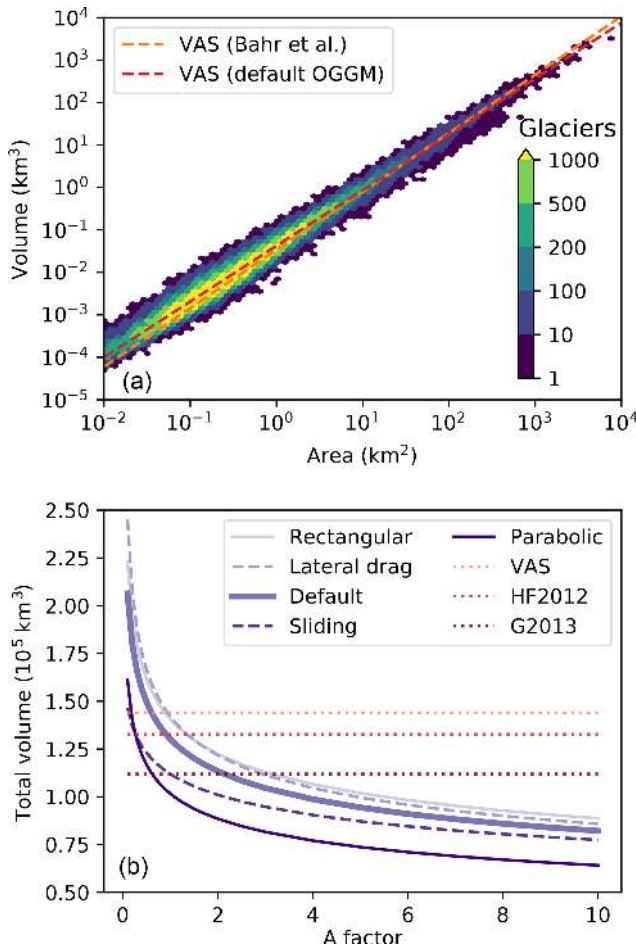 10^4
10^3
10^2
10^1
10^0
10^-1
10^-2
10^-3
10^-4
10^-5
Volume (km^3)
VAS (Bahr et al.)
VAS (default OGGM)
Glaciers
1000
500
200
100
10
1
(a)
10^-2
10^-1
10^0
10^1
10^2
10^3
10^4
Area (km^2)
2.50
2.25
2.00
1.75
1.50
1.25
1.00
0.75
0.50
Total volume (10^5 km^3)
Rectangular
Lateral drag
Default
Sliding
Parabolic
VAS
HF2012
G2013
(b)
0
2
4
6
8
10
A factor